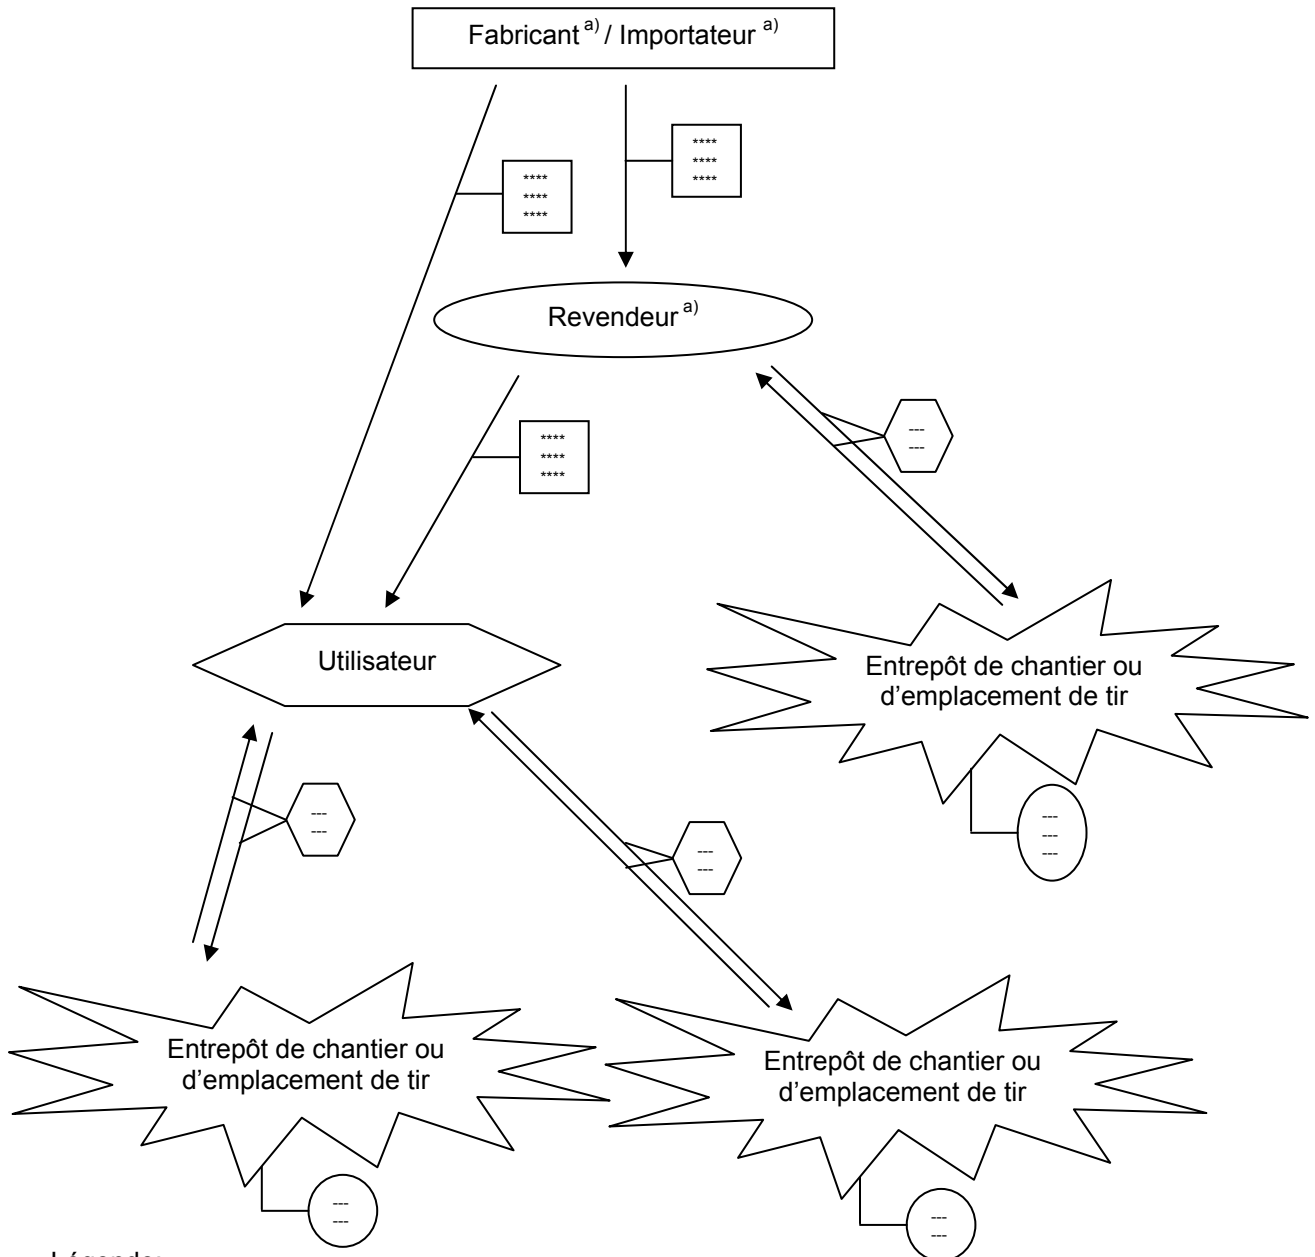 Fabricant a) / Importateur a)
****
****
****
****
****
****
Revendeur a)
---
---
****
****
****
Utilisateur
Entrepôt de chantier ou
d’emplacement de tir
---
---
---
---
---
---
---
Entrepôt de chantier ou
d’emplacement de tir
Entrepôt de chantier ou
d’emplacement de tir
---
---
---
---
Légende: